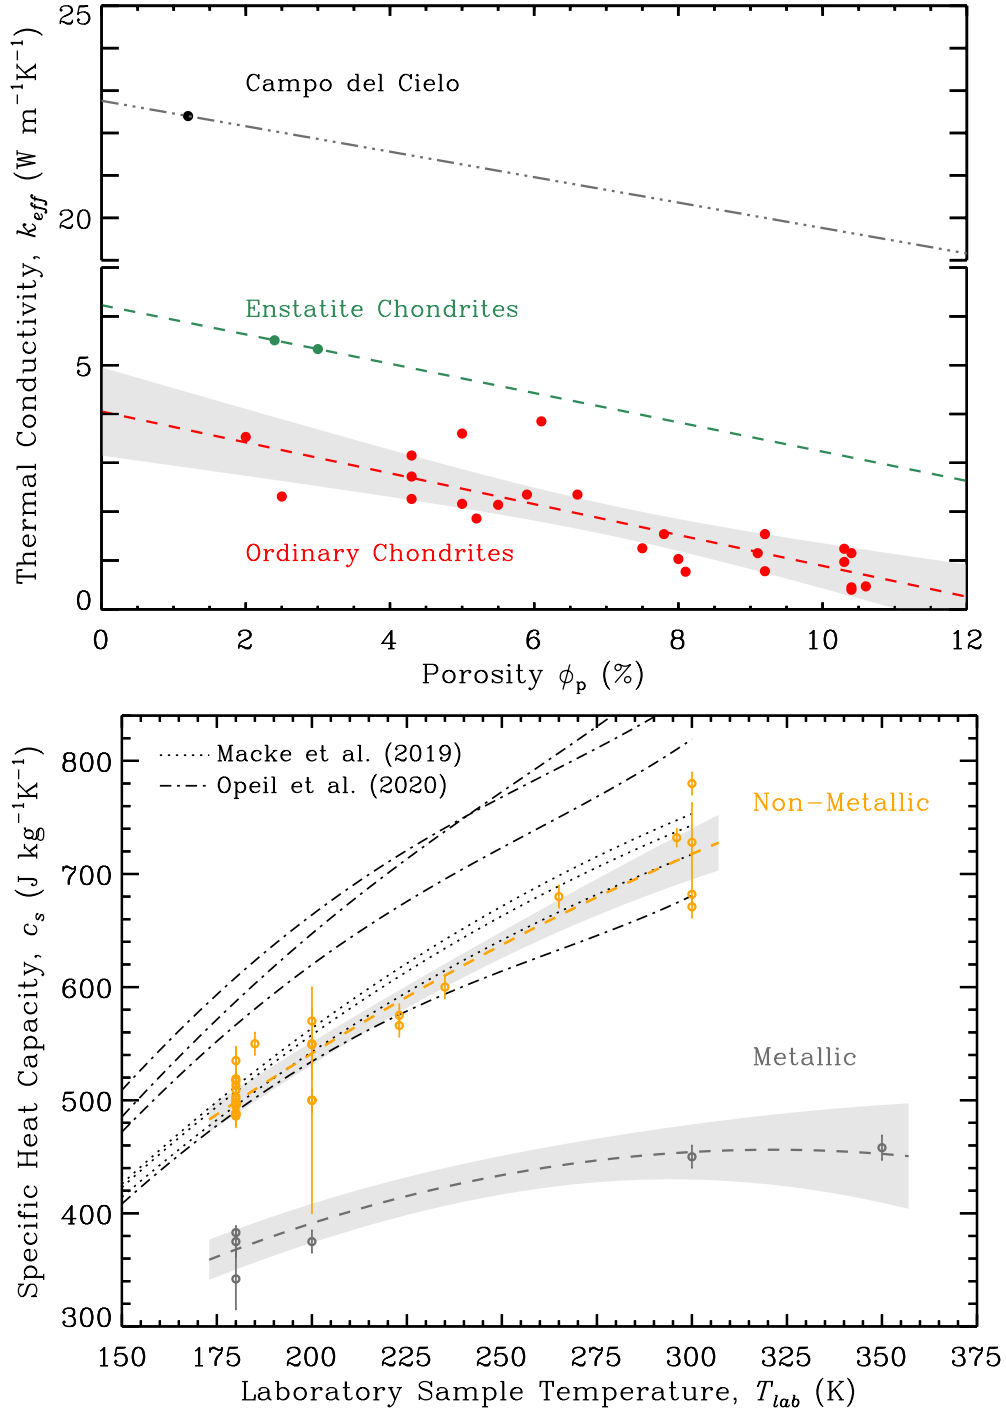 25
20
5
0
Thermal Conductivity, k_eff (W m⁻¹K⁻¹)
Campo del Cielo
Enstatite Chondrites
Ordinary Chondrites
0 2 4 6 8 10 12
Porosity ϕ_p (%)
800
700
600
500
400
300
Specific Heat Capacity, c_s (J kg⁻¹K⁻¹)
Macke et al. (2019)
Opeil et al. (2020)
Non-Metallic
Metallic
150 175 200 225 250 275 300 325 350 375
Laboratory Sample Temperature, T_lab (K)